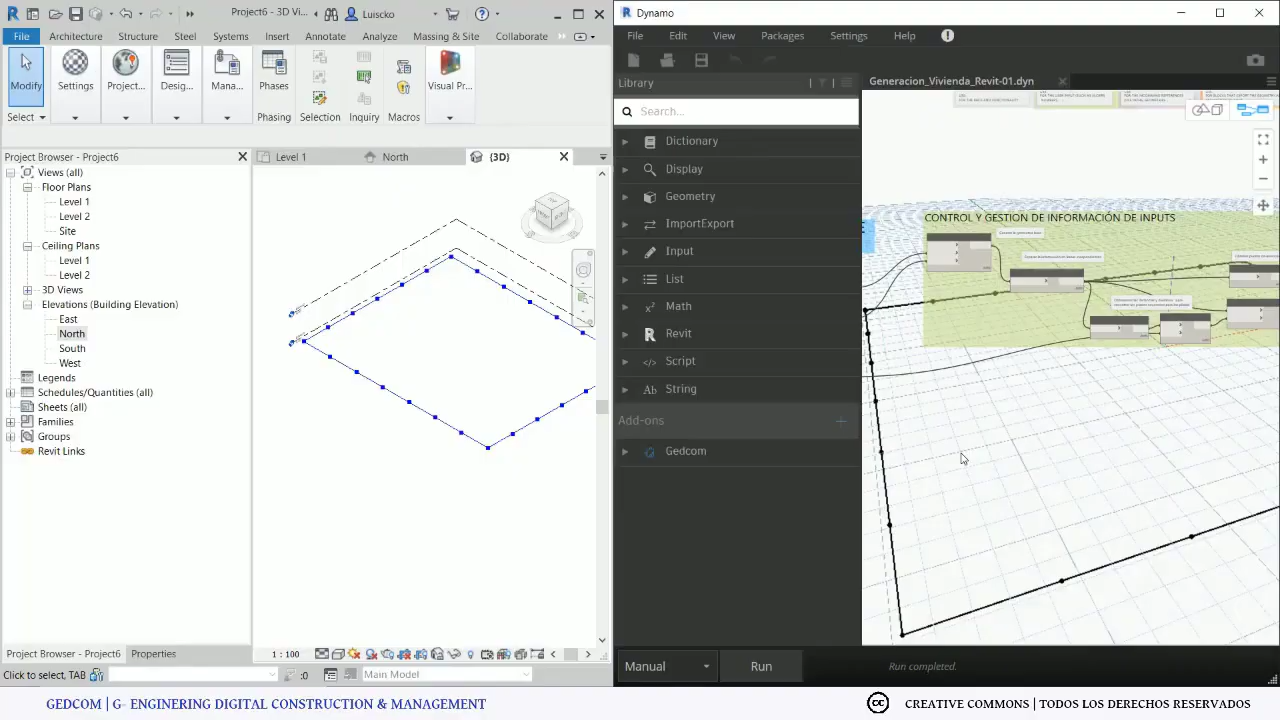 Project6 - 3D Vi...
Luiscko
File
Architecture
Structure
Steel
Systems
Insert
Annotate
Analyze
Massing & Site
Collaborate
Modify
Settings
Project...
Design...
Mana...
Phases
Visual Pr...
Select
Phasing
Selection
Injury
Macros
Project Browser - Project6
Level 1
North
(3D)
Views (all)
Floor Plans
Level 1
Level 2
Site
Ceiling Plans
Level 1
Level 2
3D Views
Elevations (Building Elevation)
East
North
South
West
Legends
Schedules/Quantities (all)
Sheets (all)
Families
Groups
Revit Links
Project Browser - Project6
Properties
1 : 100
Click to select, TAB
:0
Main Model
Dynamo
File
Edit
View
Packages
Settings
Help
Library
Generacion_Vivienda_Revit-01.dyn
Search...
Dictionary
Display
Geometry
ImportExport
Input
List
Math
Revit
Script
String
Add-ons
Gedcom
CONTROL Y GESTION DE INFORMACIÓN DE INPUTS
Manual
Run
Run completed.
GEDCOM | G- ENGINERING DIGITAL CONSTRUCTION & MANAGEMENT
CREATIVE COMMONS | TODOS LOS DERECHOS RESERVADOS